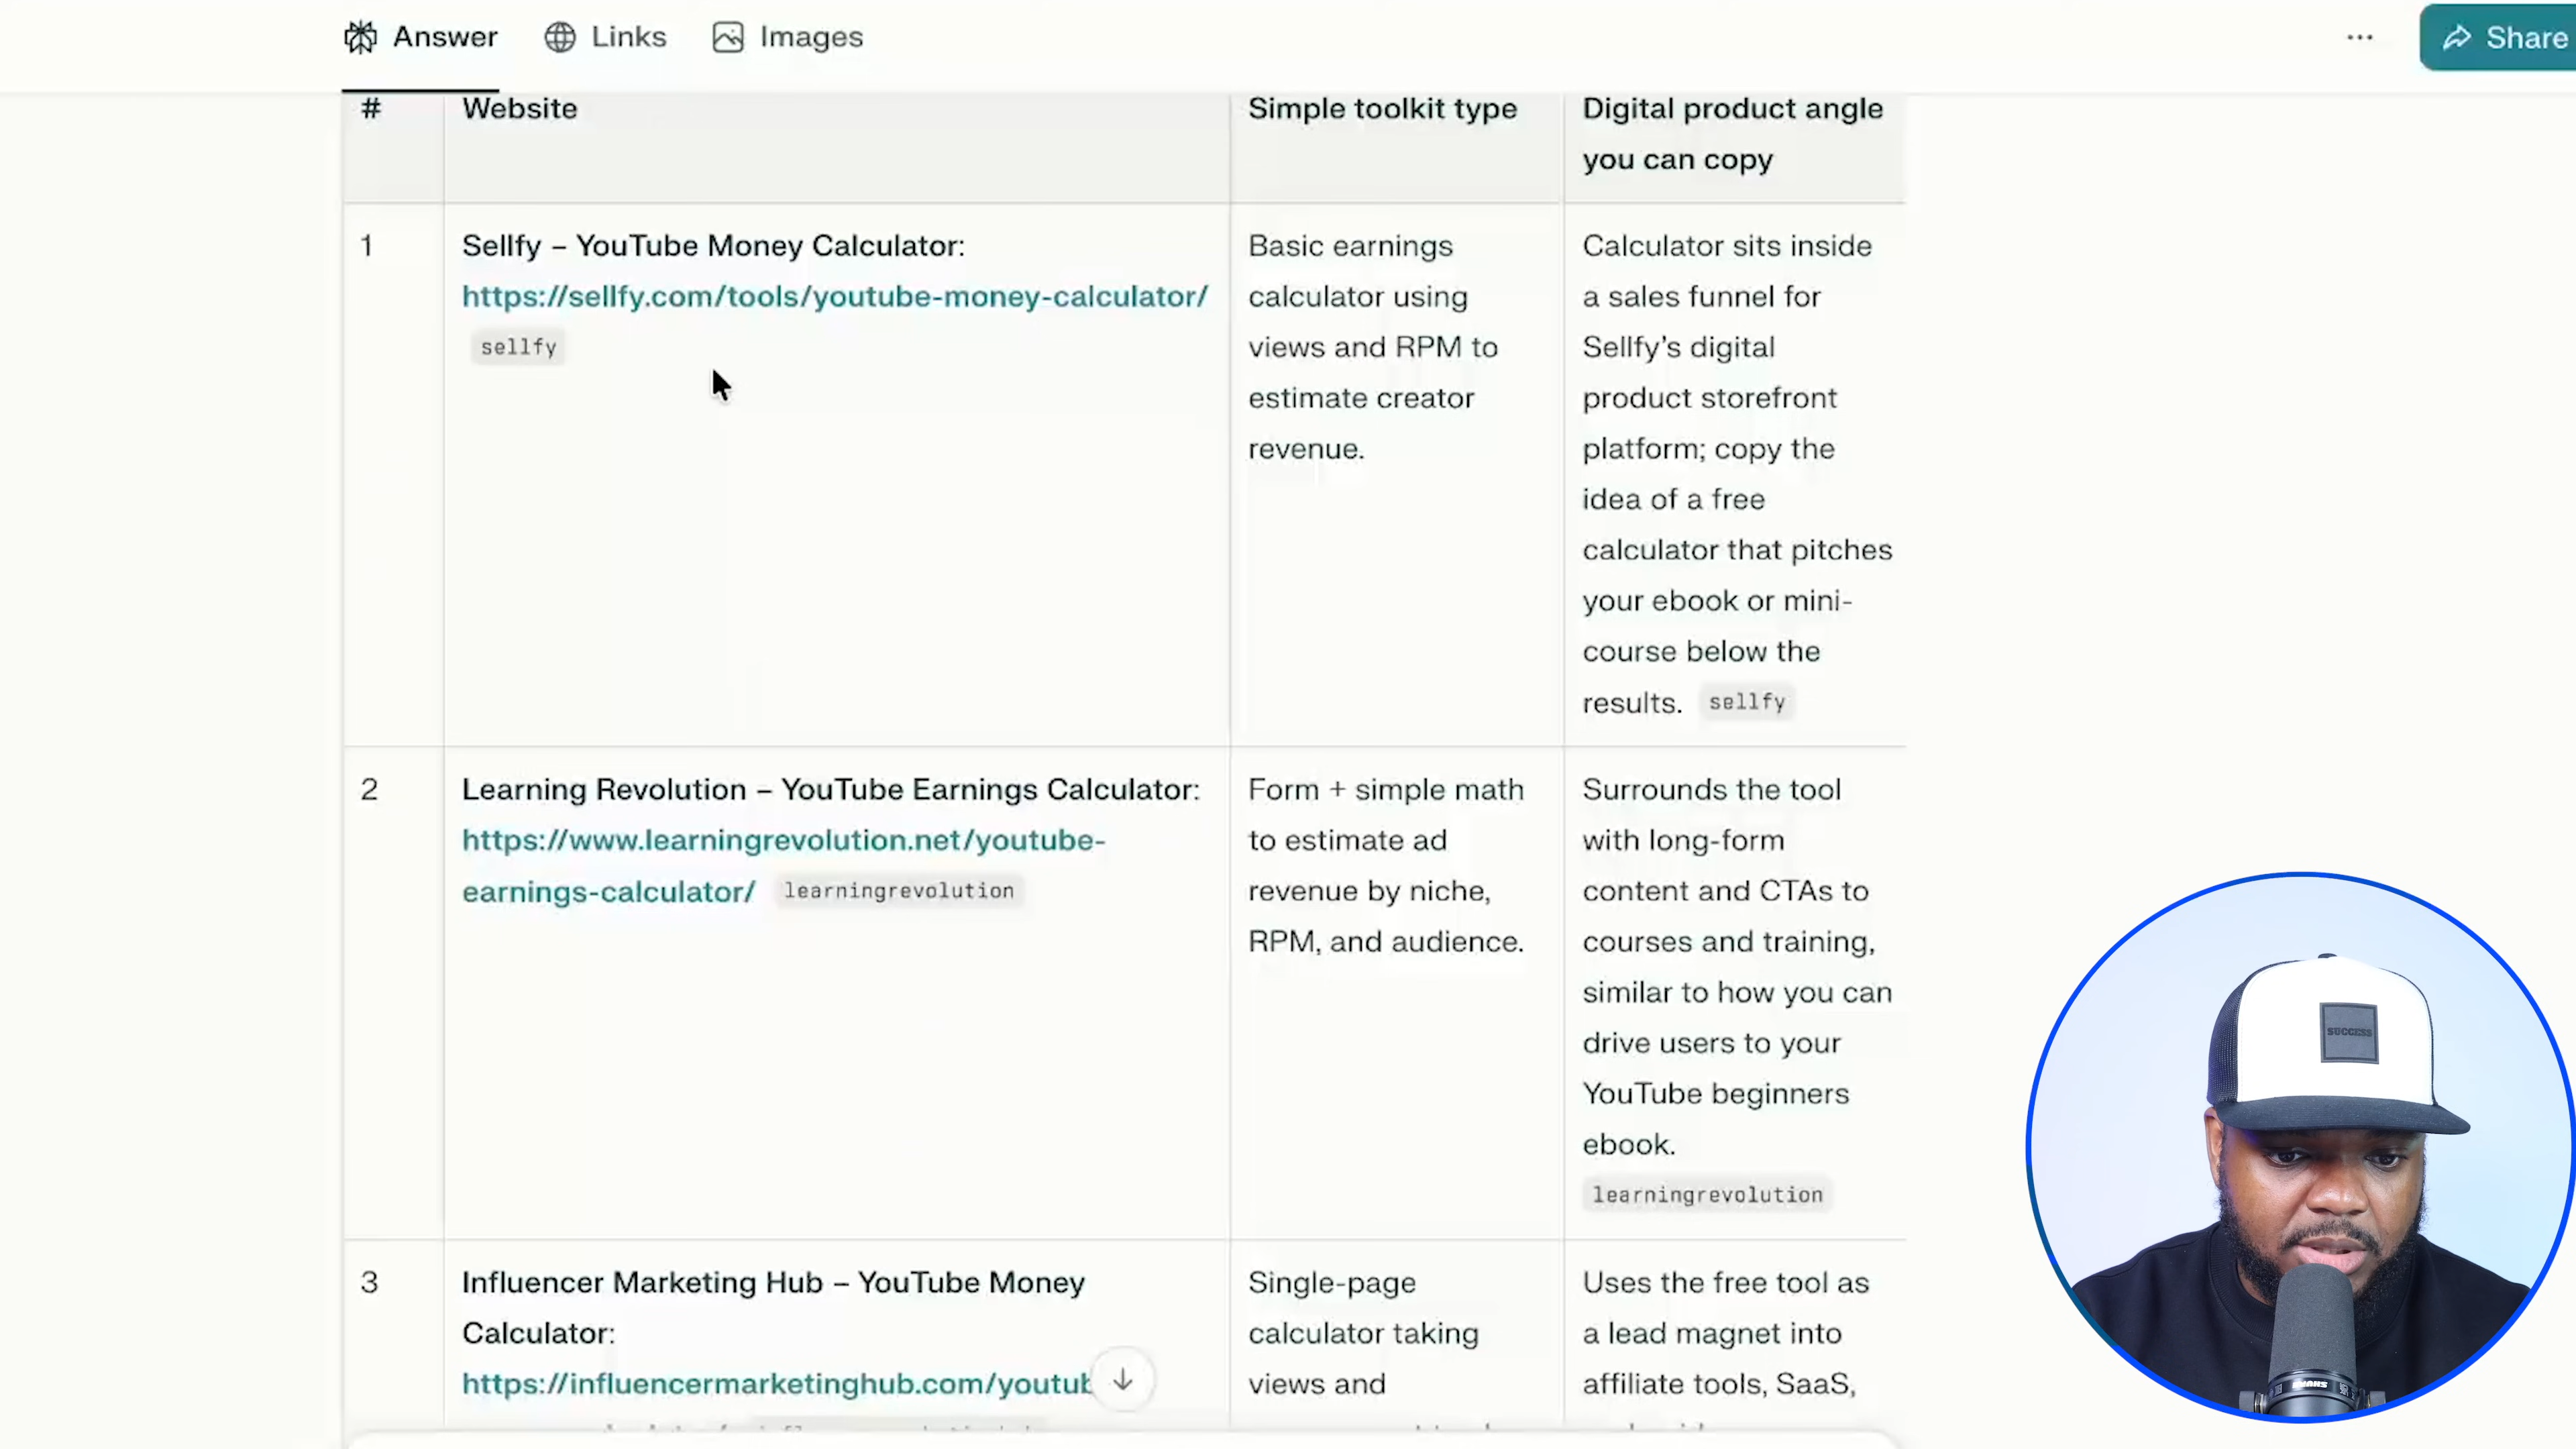 Answer
Links
Images
Share
#
Website
Simple toolkit type
Digital product angle
you can copy
1
Sellfy – YouTube Money Calculator:
https://sellfy.com/tools/youtube-money-calculator/
sellfy
Basic earnings
calculator using
views and RPM to
estimate creator
revenue.
Calculator sits inside
a sales funnel for
Sellfy’s digital
product storefront
platform; copy the
idea of a free
calculator that pitches
your ebook or mini-
course below the
results. sellfy
2
Learning Revolution – YouTube Earnings Calculator:
https://www.learningrevolution.net/youtube-
earnings-calculator/ learningrevolution
Form + simple math
to estimate ad
revenue by niche,
RPM, and audience.
Surrounds the tool
with long-form
content and CTAs to
courses and training,
similar to how you can
drive users to your
YouTube beginners
ebook.
learningrevolution
3
Influencer Marketing Hub – YouTube Money
Calculator:
https://influencermarketinghub.com/youtub
Single-page
calculator taking
views and
Uses the free tool as
a lead magnet into
affiliate tools, SaaS,
SUCCESS
SHURE